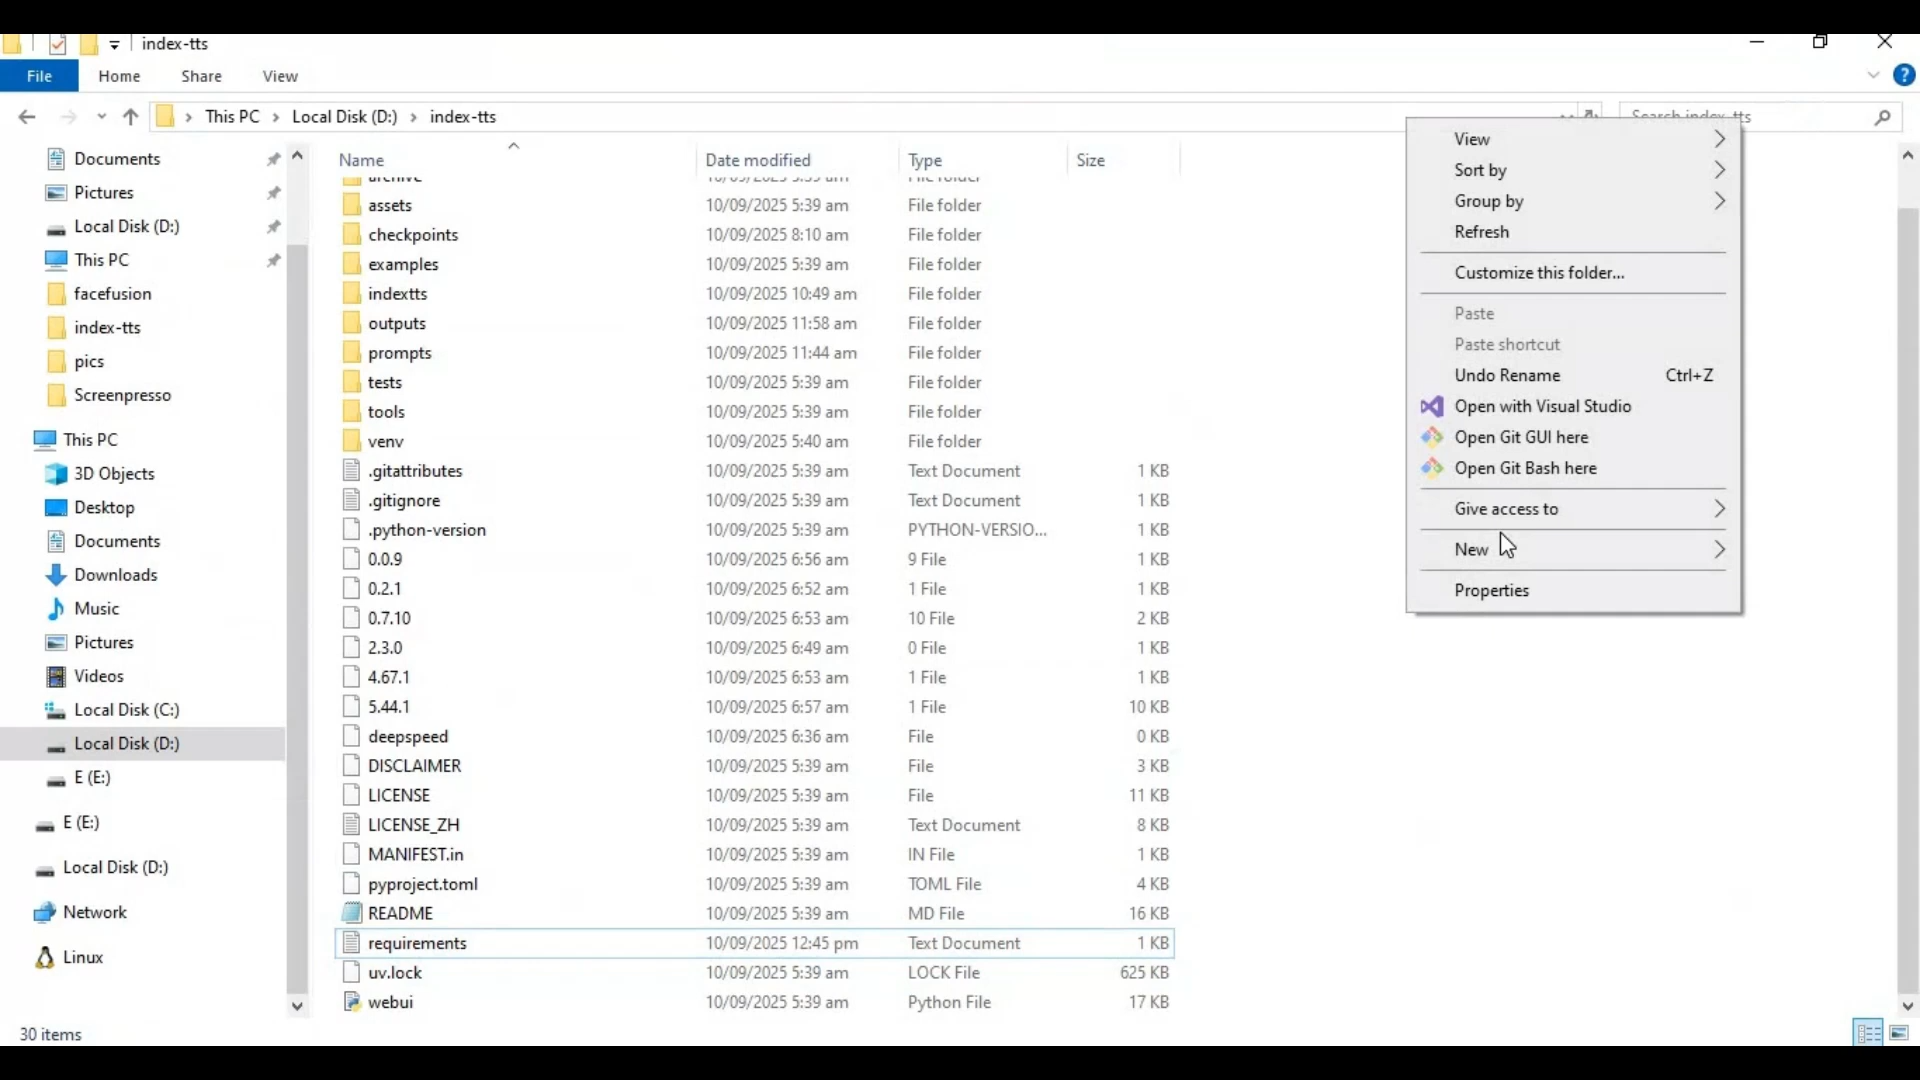 index-tts
File Home Share View
This PC Local Disk (D:) index-tts Search index-tts
Documents
Pictures
Local Disk (D:)
This PC
facefusion
index-tts
pics
Screenpresso
This PC
3D Objects
Desktop
Documents
Downloads
Music
Pictures
Videos
Local Disk (C:)
Local Disk (D:)
E (E:)
E (E:)
Local Disk (D:)
Network
Linux
Name Date modified Type Size
archive 10/09/2025 5:39 am File folder
assets 10/09/2025 5:39 am File folder
checkpoints 10/09/2025 8:10 am File folder
examples 10/09/2025 5:39 am File folder
indextts 10/09/2025 10:49 am File folder
outputs 10/09/2025 11:58 am File folder
prompts 10/09/2025 11:44 am File folder
tests 10/09/2025 5:39 am File folder
tools 10/09/2025 5:39 am File folder
venv 10/09/2025 5:40 am File folder
.gitattributes 10/09/2025 5:39 am Text Document 1 KB
.gitignore 10/09/2025 5:39 am Text Document 1 KB
.python-version 10/09/2025 5:39 am PYTHON-VERSIO... 1 KB
0.0.9 10/09/2025 6:56 am 9 File 1 KB
0.2.1 10/09/2025 6:52 am 1 File 1 KB
0.7.10 10/09/2025 6:53 am 10 File 2 KB
2.3.0 10/09/2025 6:49 am 0 File 1 KB
4.67.1 10/09/2025 6:53 am 1 File 1 KB
5.44.1 10/09/2025 6:57 am 1 File 10 KB
deepspeed 10/09/2025 6:36 am File 0 KB
DISCLAIMER 10/09/2025 5:39 am File 3 KB
LICENSE 10/09/2025 5:39 am File 11 KB
LICENSE_ZH 10/09/2025 5:39 am Text Document 8 KB
MANIFEST.in 10/09/2025 5:39 am IN File 1 KB
pyproject.toml 10/09/2025 5:39 am TOML File 4 KB
README 10/09/2025 5:39 am MD File 16 KB
requirements 10/09/2025 12:45 pm Text Document 1 KB
uv.lock 10/09/2025 5:39 am LOCK File 625 KB
webui 10/09/2025 5:39 am Python File 17 KB
View
Sort by
Group by
Refresh
Customize this folder...
Paste
Paste shortcut
Undo Rename Ctrl+Z
Open with Visual Studio
Open Git GUI here
Open Git Bash here
Give access to
New
Properties
30 items